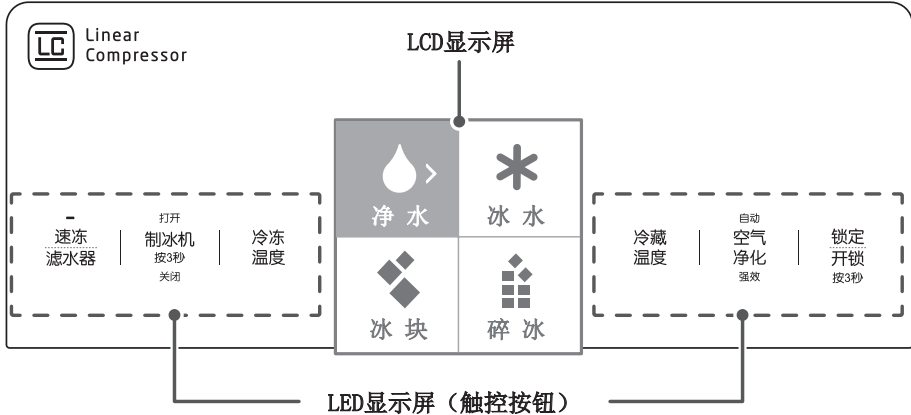 LC
Linear
Compressor
LCD显示屏
净水
冰水
冰块
碎冰
速冻
滤水器
打开
制冰机
按3秒
关闭
冷冻
温度
冷藏
温度
自动
空气
净化
强效
锁定
开锁
按3秒
LED显示屏（触控按钮）